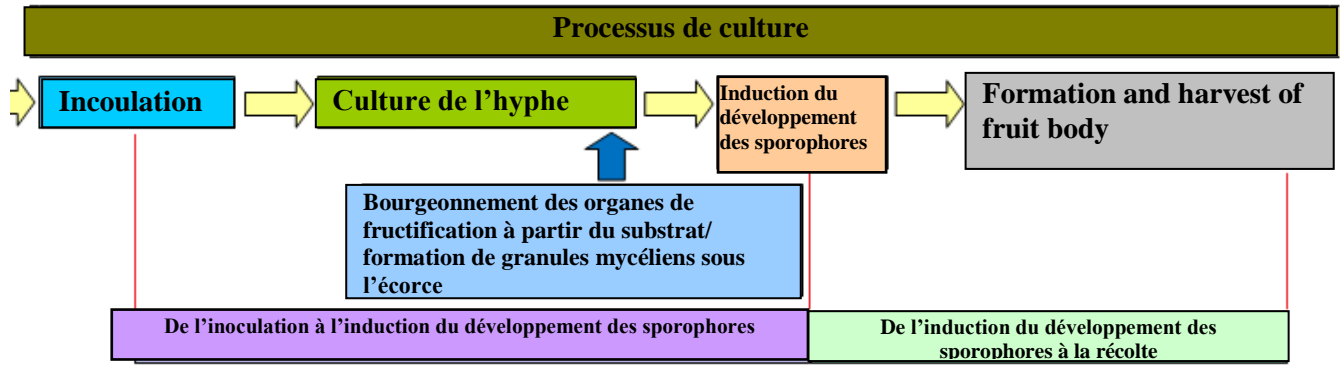 Processus de culture
Incoulation
Culture de l’hyphe
Induction du
développement
des sporophores
Formation and harvest of
fruit body
Bourgeonnement des organes de
fructification à partir du substrat/
formation de granules mycéliens sous
l’écorce
De l’inoculation à l’induction du développement des sporophores
De l’induction du développement des
sporophores à la récolte